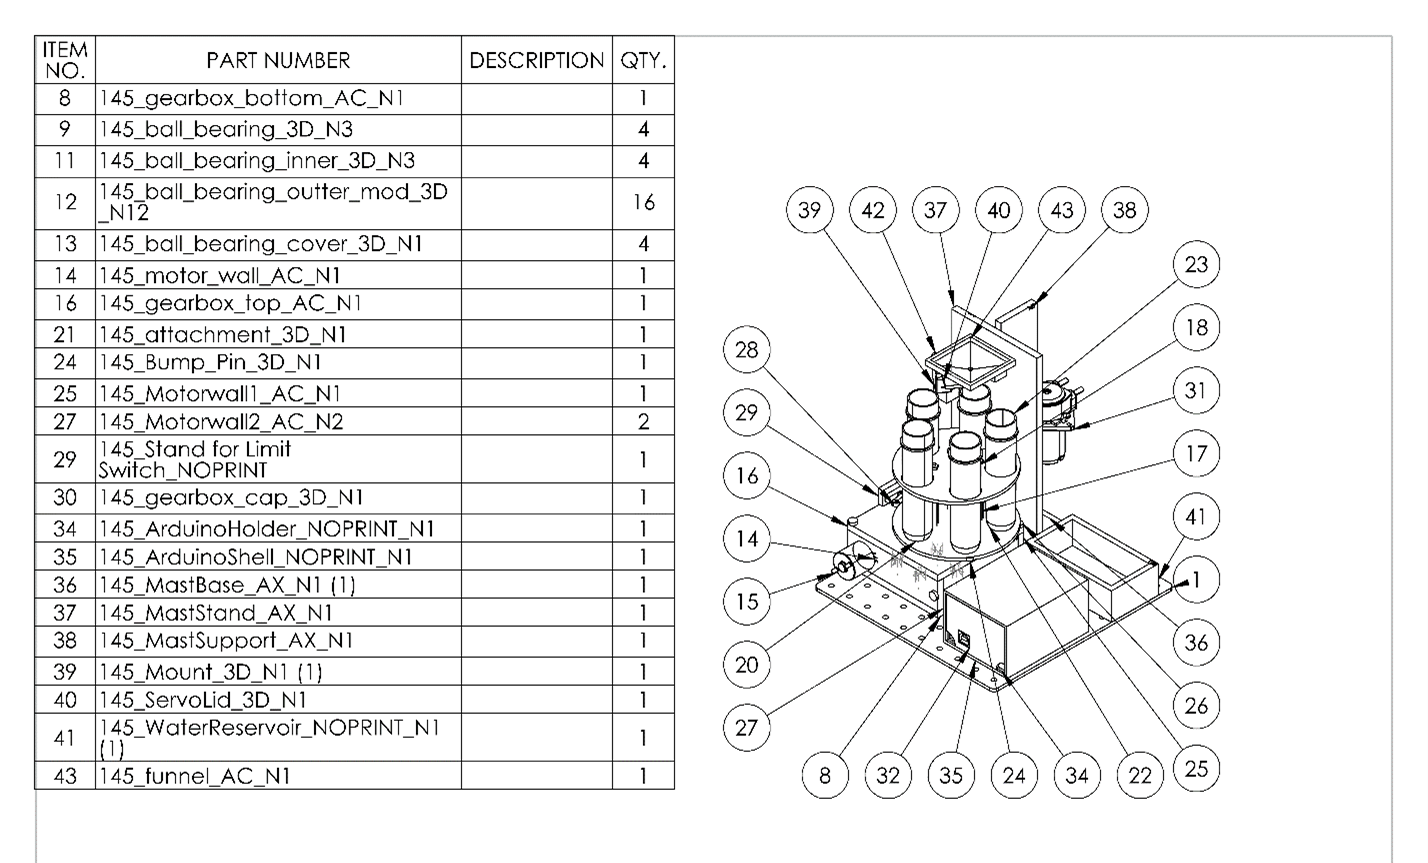 ITEM NO. PART NUMBER DESCRIPTION QTY.
8 145_gearbox_bottom_AC_N1 1
9 145_ball_bearing_3D_N3 4
11 145_ball_bearing_inner_3D_N3 4
12 145_ball_bearing_outter_mod_3D
_N12 16
13 145_ball_bearing_cover_3D_N1 4
14 145_motor_wall_AC_N1 1
16 145_gearbox_top_AC_N1 1
21 145_attachment_3D_N1 1
24 145_Bump_Pin_3D_N1 1
25 145_Motorwall1_AC_N1 1
27 145_Motorwall2_AC_N2 2
29 145_Stand for Limit
Switch_NOPRINT 1
30 145_gearbox_cap_3D_N1 1
34 145_ArduinoHolder_NOPRINT_N1 1
35 145_ArduinoShell_NOPRINT_N1 1
36 145_MastBase_AX_N1 (1) 1
37 145_MastStand_AX_N1 1
38 145_MastSupport_AX_N1 1
39 145_Mount_3D_N1 (1) 1
40 145_ServoLid_3D_N1 1
41 145_WaterReservoir_NOPRINT_N1
(1) 1
43 145_funnel_AC_N1 1
39 42 37 40 43 38
23
18
28
31
29
17
16
41
14
1
15
36
20
26
27
25
8 32 35 24 34 22